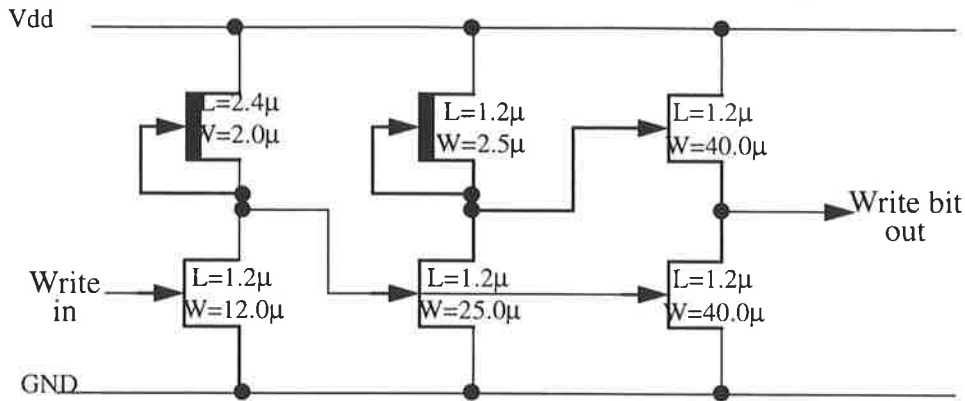 Vdd
L=2.4µ
W=2.0µ
L=1.2µ
W=2.5µ
L=1.2µ
W=40.0µ
Write bit
out
Write
in
L=1.2µ
W=12.0µ
L=1.2µ
W=25.0µ
L=1.2µ
W=40.0µ
GND